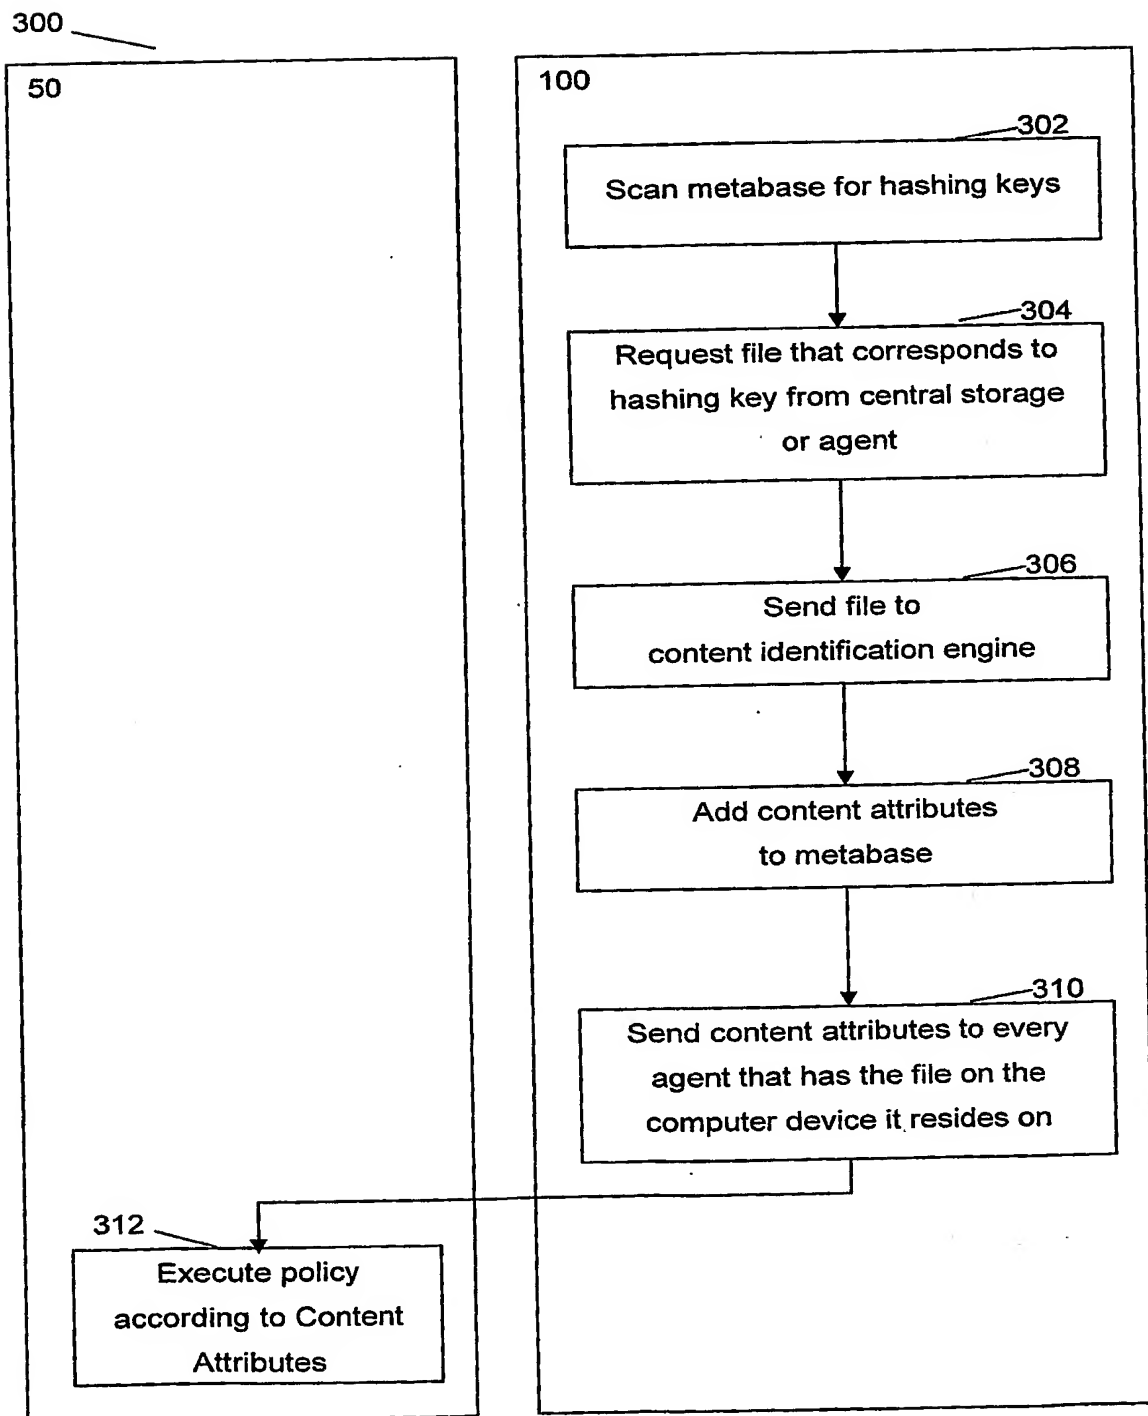 300
50
100
302
Scan metabase for hashing keys
304
Request file that corresponds to
hashing key from central storage
or agent
306
Send file to
content identification engine
308
Add content attributes
to metabase
310
Send content attributes to every
agent that has the file on the
computer device it resides on
312
Execute policy
according to Content
Attributes